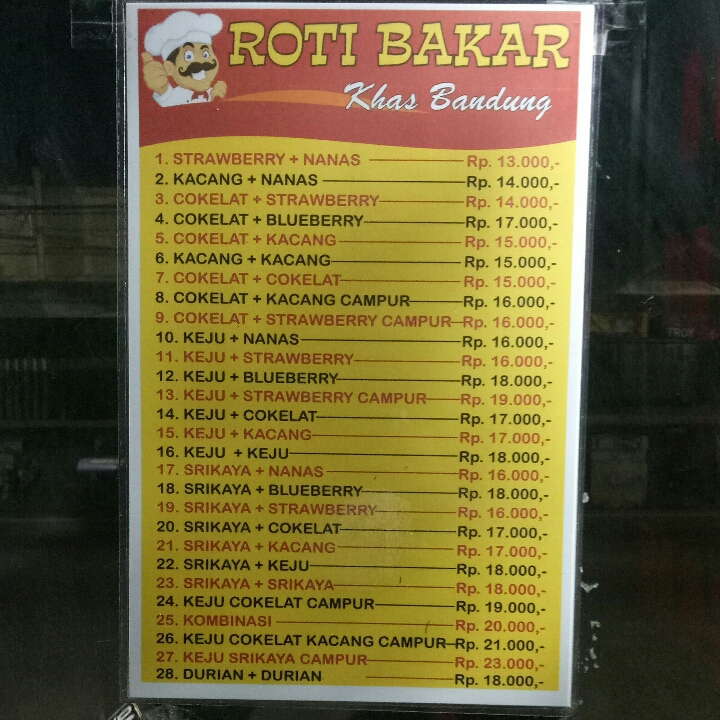 ROTI BAKAR
Khas Bandung
1. STRAWBERRY + NANAS Rp. 13.000,-
2. KACANG + NANAS Rp. 14.000,-
3. COKELAT + STRAWBERRY Rp. 14.000,-
4. COKELAT + BLUEBERRY Rp. 17.000,-
5. COKELAT + KACANG Rp. 15.000,-
6. KACANG + KACANG Rp. 15.000,-
7. COKELAT + COKELAT Rp. 15.000,-
8. COKELAT + KACANG CAMPUR Rp. 16.000,-
9. COKELAT + STRAWBERRY CAMPUR Rp. 16.000,-
10. KEJU + NANAS Rp. 16.000,-
11. KEJU + STRAWBERRY Rp. 16.000,-
12. KEJU + BLUEBERRY Rp. 18.000,-
13. KEJU + STRAWBERRY CAMPUR Rp. 19.000,-
14. KEJU + COKELAT Rp. 17.000,-
15. KEJU + KACANG Rp. 17.000,-
16. KEJU + KEJU Rp. 18.000,-
17. SRIKAYA + NANAS Rp. 16.000,-
18. SRIKAYA + BLUEBERRY Rp. 18.000,-
19. SRIKAYA + STRAWBERRY Rp. 16.000,-
20. SRIKAYA + COKELAT Rp. 17.000,-
21. SRIKAYA + KACANG Rp. 17.000,-
22. SRIKAYA + KEJU Rp. 18.000,-
23. SRIKAYA + SRIKAYA Rp. 18.000,-
24. KEJU COKELAT CAMPUR Rp. 19.000,-
25. KOMBINASI Rp. 20.000,-
26. KEJU COKELAT KACANG CAMPUR Rp. 21.000,-
27. KEJU SRIKAYA CAMPUR Rp. 23.000,-
28. DURIAN + DURIAN Rp. 18.000,-